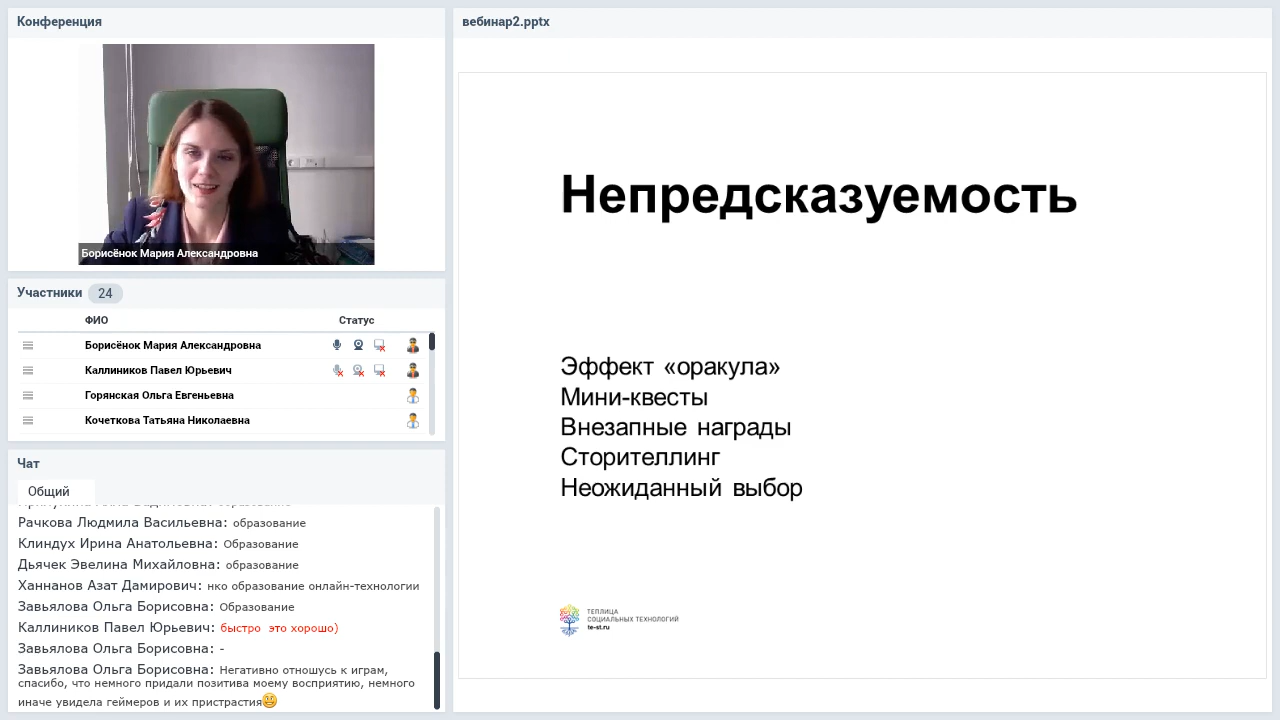 Конференция
Борисёнок Мария Александровна
Участники 24
ФИО Статус
Борисёнок Мария Александровна
Каллиников Павел Юрьевич
Горянская Ольга Евгеньевна
Кочеткова Татьяна Николаевна
Чат
Общий
Рачкова Людмила Васильевна: образование
Клиндух Ирина Анатольевна: Образование
Дьячек Эвелина Михайловна: образование
Ханнанов Азат Дамирович: нко образование онлайн-технологии
Завьялова Ольга Борисовна: Образование
Каллиников Павел Юрьевич: быстро это хорошо)
Завьялова Ольга Борисовна: -
Завьялова Ольга Борисовна: Негативно отношусь к играм,
спасибо, что немного придали позитива моему восприятию, немного
иначе увидела геймеров и их пристрастия
вебинар2.pptx
Непредсказуемость
Эффект «оракула»
Мини-квесты
Внезапные награды
Сторителлинг
Неожиданный выбор
ТЕПЛИЦА
СОЦИАЛЬНЫХ ТЕХНОЛОГИЙ
te-st.ru